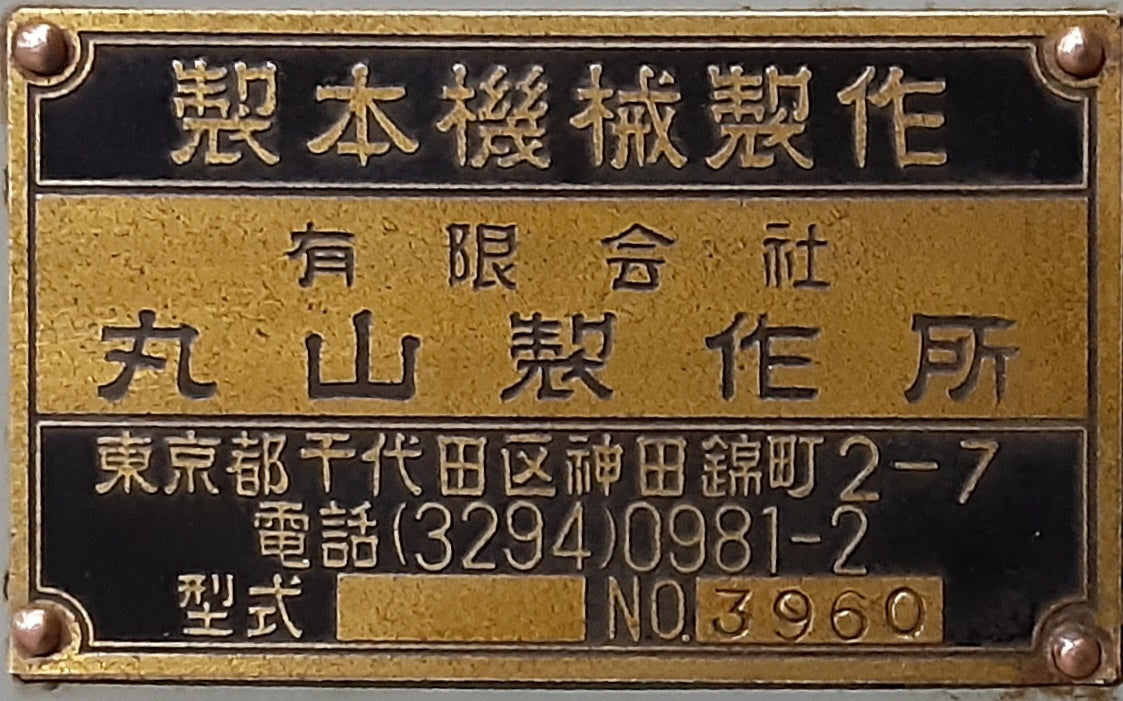 製本機械製作
有限会社
丸山製作所
東京都千代田区神田錦町2-7
電話(3294)0981-2
型式 NO.3960